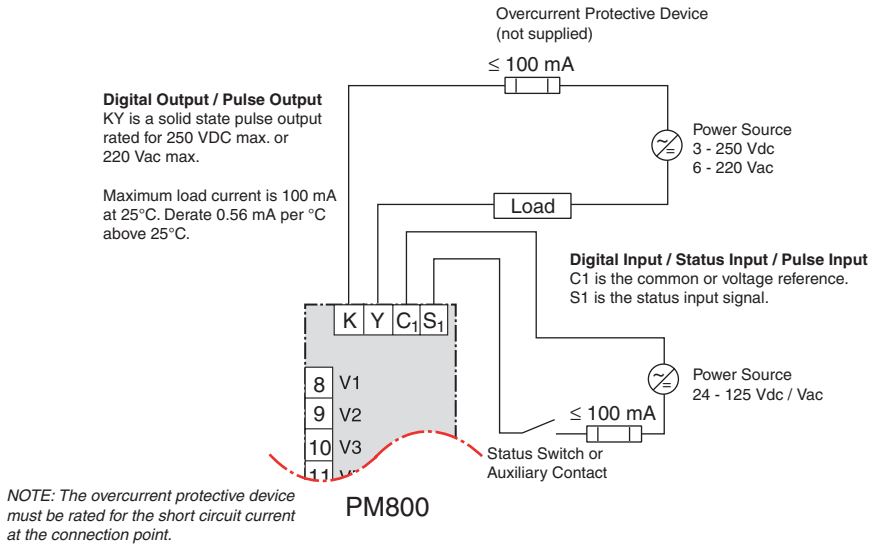 Overcurrent Protective Device
(not supplied)
≤ 100 mA
Digital Output / Pulse Output
KY is a solid state pulse output
rated for 250 VDC max. or
220 Vac max.
Maximum load current is 100 mA
at 25°C. Derate 0.56 mA per °C
above 25°C.
Power Source
3 - 250 Vdc
6 - 220 Vac
Load
Digital Input / Status Input / Pulse Input
C1 is the common or voltage reference.
S1 is the status input signal.
K Y C1 S1
8 V1
9 V2
10 V3
11
Power Source
24 - 125 Vdc / Vac
≤ 100 mA
Status Switch or
Auxiliary Contact
PM800
NOTE: The overcurrent protective device
must be rated for the short circuit current
at the connection point.